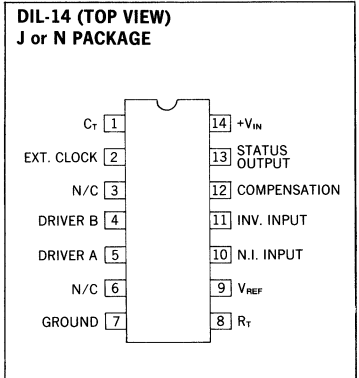 DIL-14 (TOP VIEW)
J or N PACKAGE
C_T 1 14 +V_IN
EXT. CLOCK 2 13 STATUS OUTPUT
N/C 3 12 COMPENSATION
DRIVER B 4 11 INV. INPUT
DRIVER A 5 10 N.I. INPUT
N/C 6 9 V_REF
GROUND 7 8 R_T